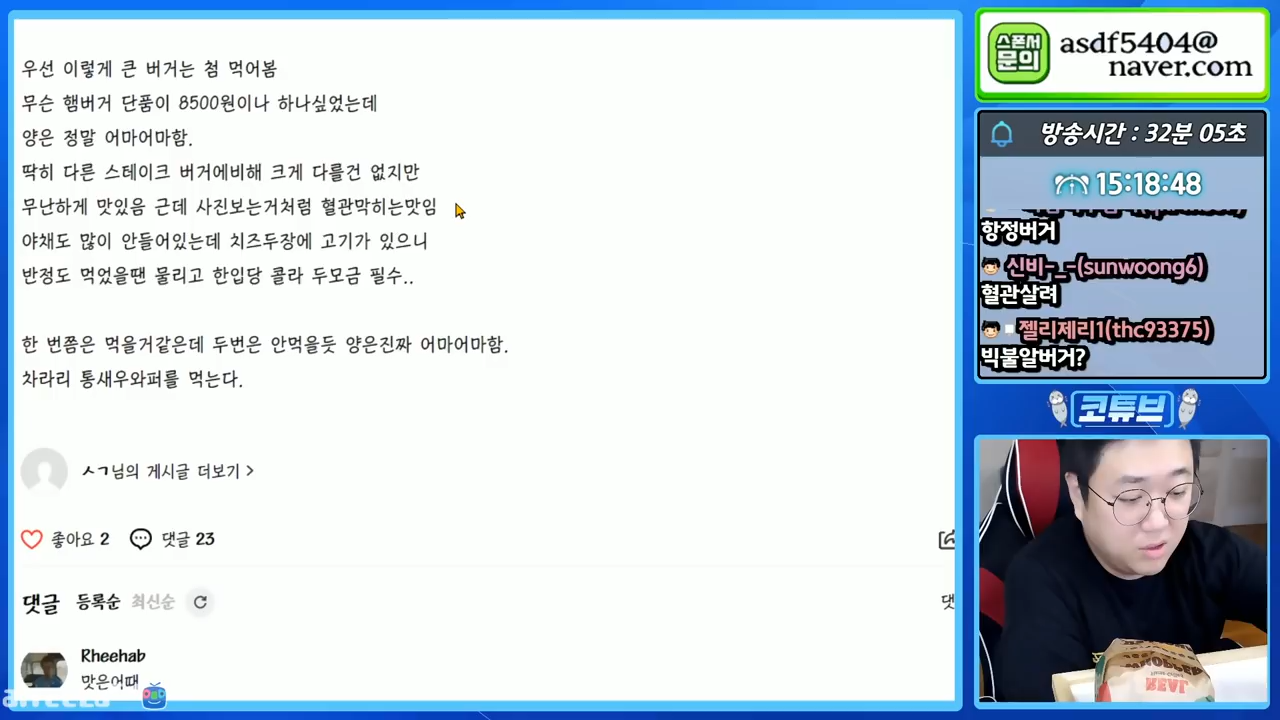 우선 이렇게 큰 버거는 첨 먹어봄
무슨 햄버거 단품이 8500원이나 하나싶었는데
양은 정말 어마어마함.
딱히 다른 스테이크 버거에비해 크게 다를건 없지만
무난하게 맛있음 근데 사진보는거처럼 혈관막히는맛임
야채도 많이 안들어있는데 치즈두장에 고기가 있으니
반정도 먹었을땐 물리고 한입당 콜라 두모금 필수..
한 번쯤은 먹을거같은데 두번은 안먹을듯 양은진짜 어마어마함.
차라리 통새우와퍼를 먹는다.
ㅅㄱ님의 게시글 더보기 >
좋아요 2 댓글 23
댓글 등록순 최신순
댓
Rheehab
맛은어때
스폰서
문의
asdf5404@
naver.com
방송시간 : 32분 05초
15:18:48
항정버거
신비-_-(sunwoong6)
혈관살려
젤리제리1(thc93375)
빅불알버거?
코튜브